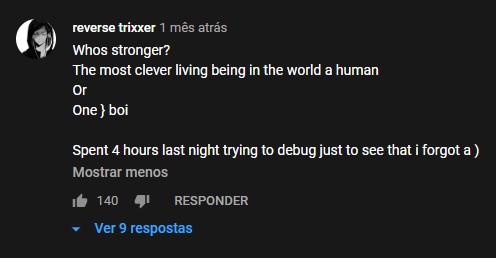 reverse trixxer 1 mês atrás
Whos stronger?
The most clever living being in the world a human
Or
One } boi
Spent 4 hours last night trying to debug just to see that i forgot a )
Mostrar menos
140 RESPONDER
Ver 9 respostas